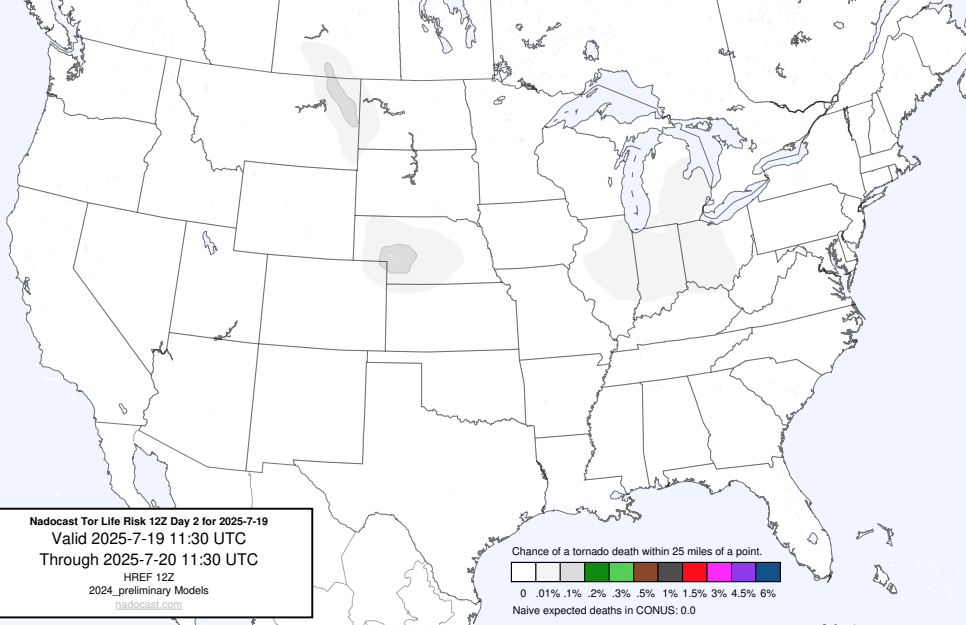 Nadocast Tor Life Risk 12Z Day 2 for 2025-7-19
Valid 2025-7-19 11:30 UTC
Through 2025-7-20 11:30 UTC
HREF 12Z
2024_preliminary Models
nadocast.com
Chance of a tornado death within 25 miles of a point.
0 .01% .1% .2% .3% .5% 1% 1.5% 3% 4.5% 6%
Naive expected deaths in CONUS: 0.0